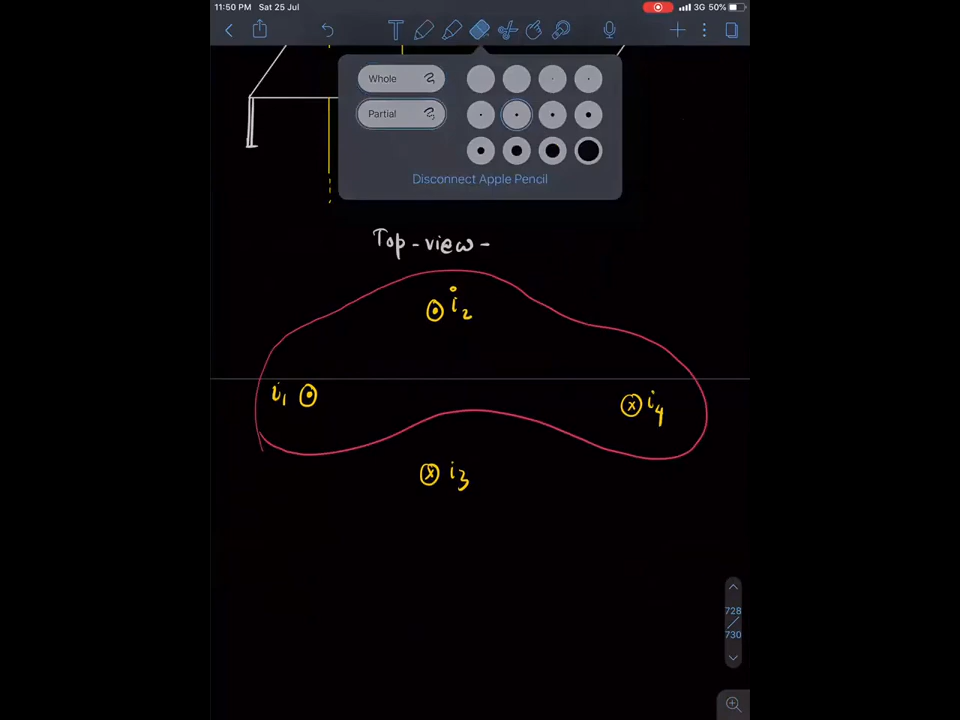 11:50 PM Sat 25 Jul
3G 50%
T
Whole
Partial
Disconnect Apple Pencil
Top-view-
i2
i1
i4
i3
728
730